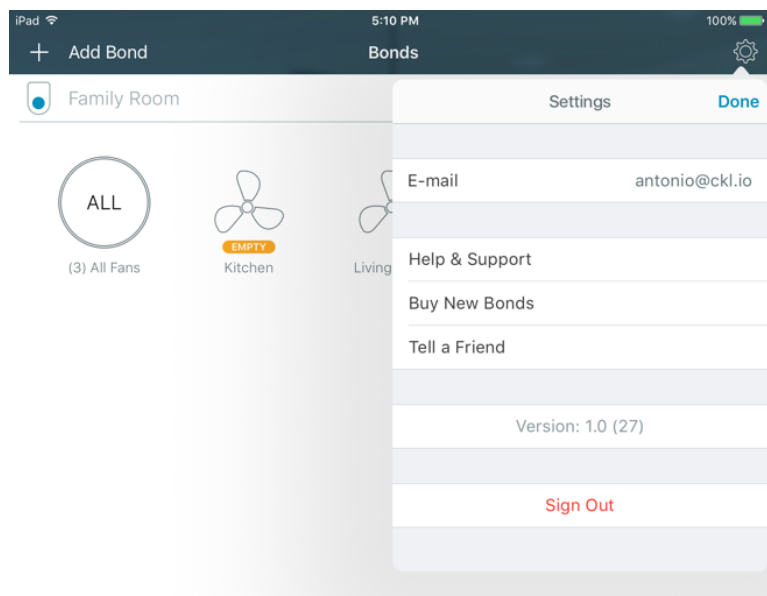 iPad 5:10 PM 100%
+ Add Bond Bonds
Family Room
Settings Done
E-mail antonio@ckl.io
ALL
EMPTY
(3) All Fans Kitchen Living
Help & Support
Buy New Bonds
Tell a Friend
Version: 1.0 (27)
Sign Out